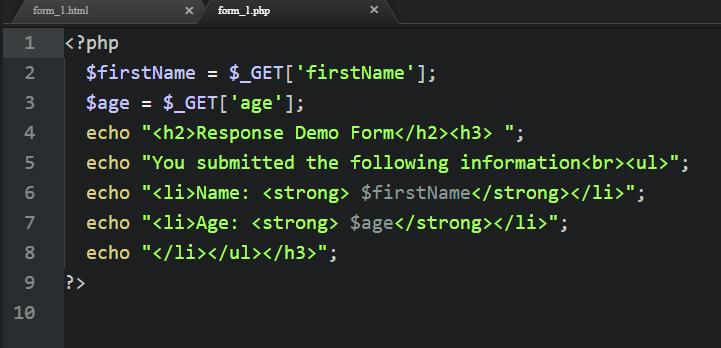 form_1.html × form_1.php ×
1 <?php
2 $firstName = $_GET['firstName'];
3 $age = $_GET['age'];
4 echo "<h2>Response Demo Form</h2><h3> ";
5 echo "You submitted the following information<br><ul>";
6 echo "<li>Name: <strong> $firstName</strong></li>";
7 echo "<li>Age: <strong> $age</strong></li>";
8 echo "</li></ul></h3>";
9 ?>
10